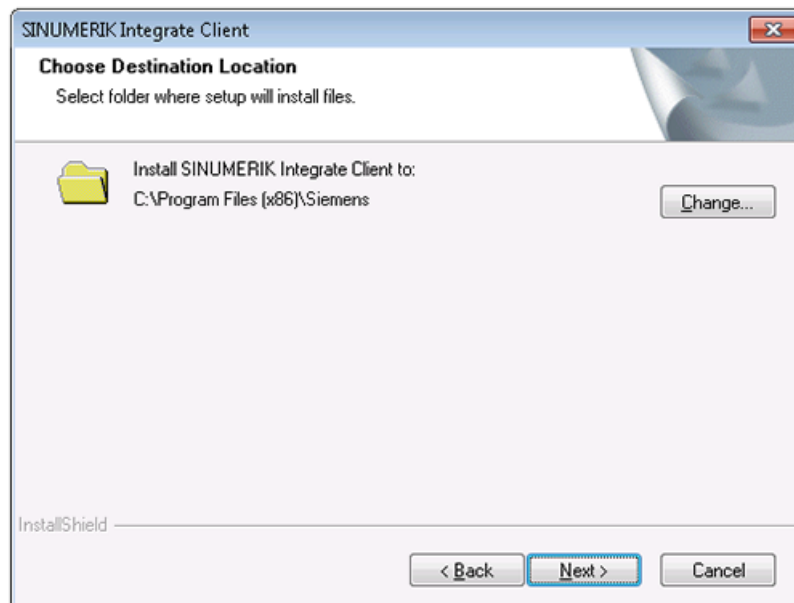 SINUMERIK Integrate Client
Choose Destination Location
Select folder where setup will install files.
Install SINUMERIK Integrate Client to:
C:\Program Files (x86)\Siemens
Change...
InstallShield
< Back
Next >
Cancel